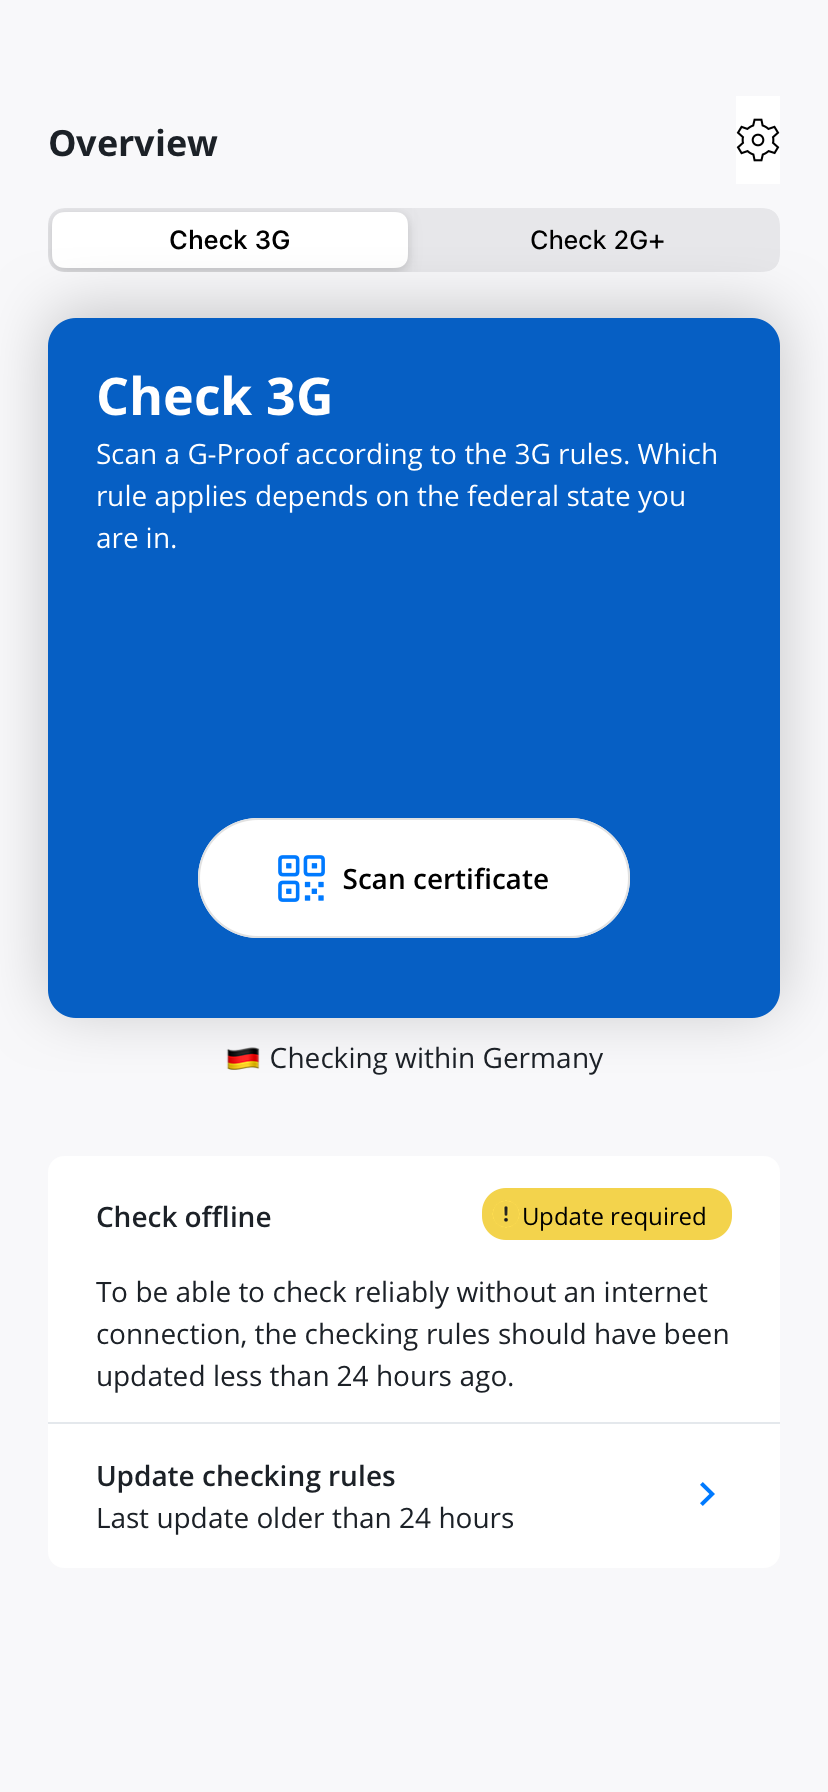 Overview
Check 3G
Check 2G+
Check 3G
Scan a G-Proof according to the 3G rules. Which
rule applies depends on the federal state you
are in.
Scan certificate
🇩🇪 Checking within Germany
Check offline
! Update required
To be able to check reliably without an internet
connection, the checking rules should have been
updated less than 24 hours ago.
Update checking rules
Last update older than 24 hours